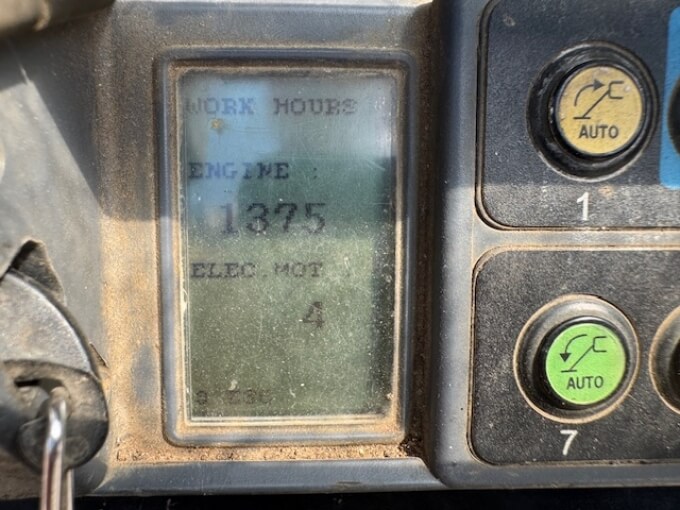 WORK HOURS
ENGINE :
1375
ELEC.MOT :
4
AUTO
1
AUTO
7